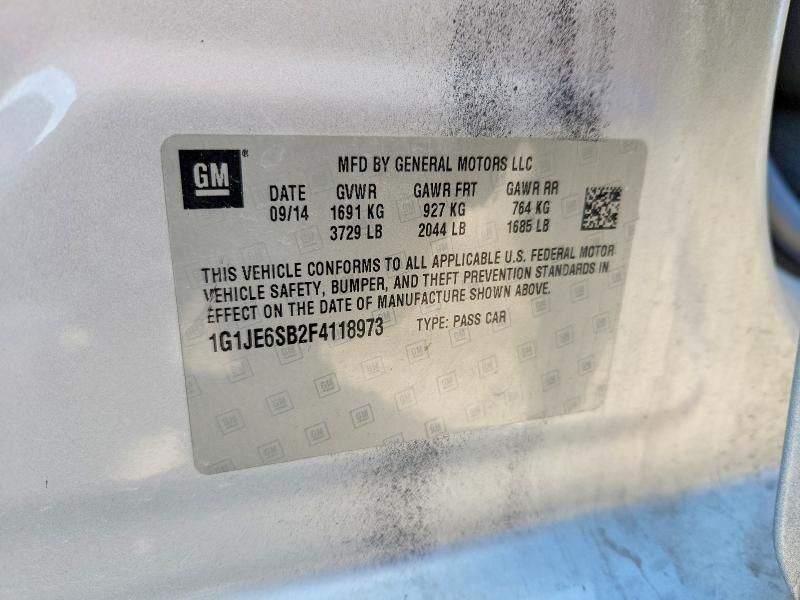 GM
MFD BY GENERAL MOTORS LLC
DATE GVWR GAWR FRT GAWR RR
09/14 1691 KG 927 KG 764 KG
3729 LB 2044 LB 1685 LB
THIS VEHICLE CONFORMS TO ALL APPLICABLE U.S. FEDERAL MOTOR
VEHICLE SAFETY, BUMPER, AND THEFT PREVENTION STANDARDS IN
EFFECT ON THE DATE OF MANUFACTURE SHOWN ABOVE.
1G1JE6SB2F4118973 TYPE: PASS CAR